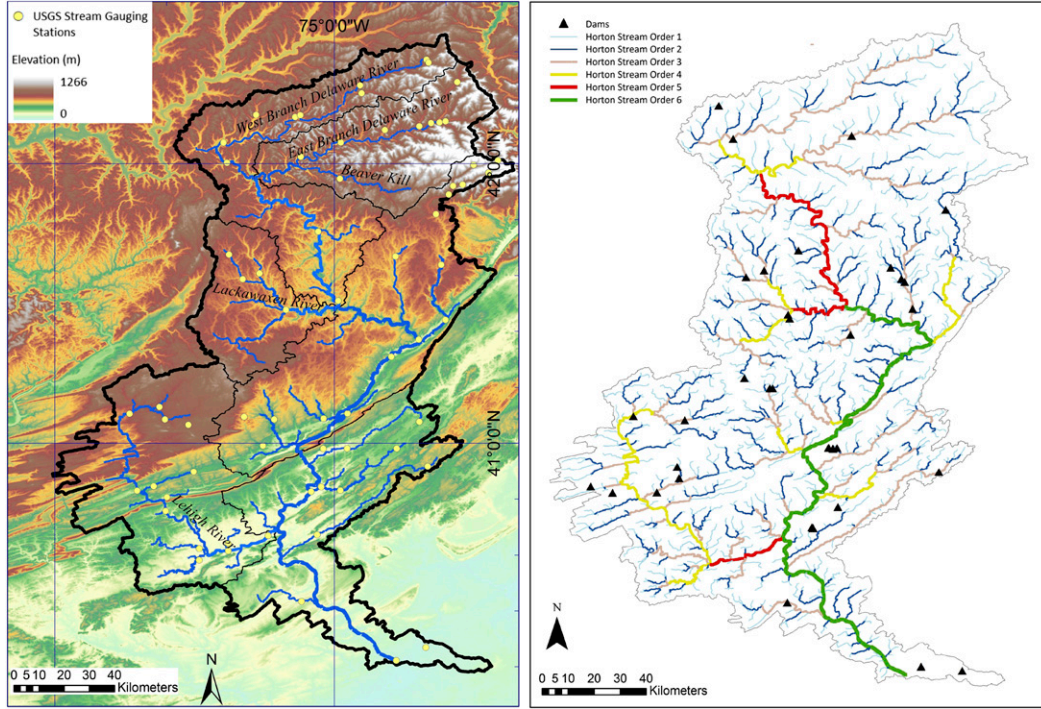 USGS Stream Gauging
Stations
Elevation (m)
1266
0
75°0'0"W
West Branch Delaware River
East Branch Delaware River
Beaver Kill
42°0'0"N
Lackawaxen River
41°0'0"N
Lehigh River
N
0 5 10 20 30 40
Kilometers
Dams
Horton Stream Order 1
Horton Stream Order 2
Horton Stream Order 3
Horton Stream Order 4
Horton Stream Order 5
Horton Stream Order 6
N
0 5 10 20 30 40
Kilometers